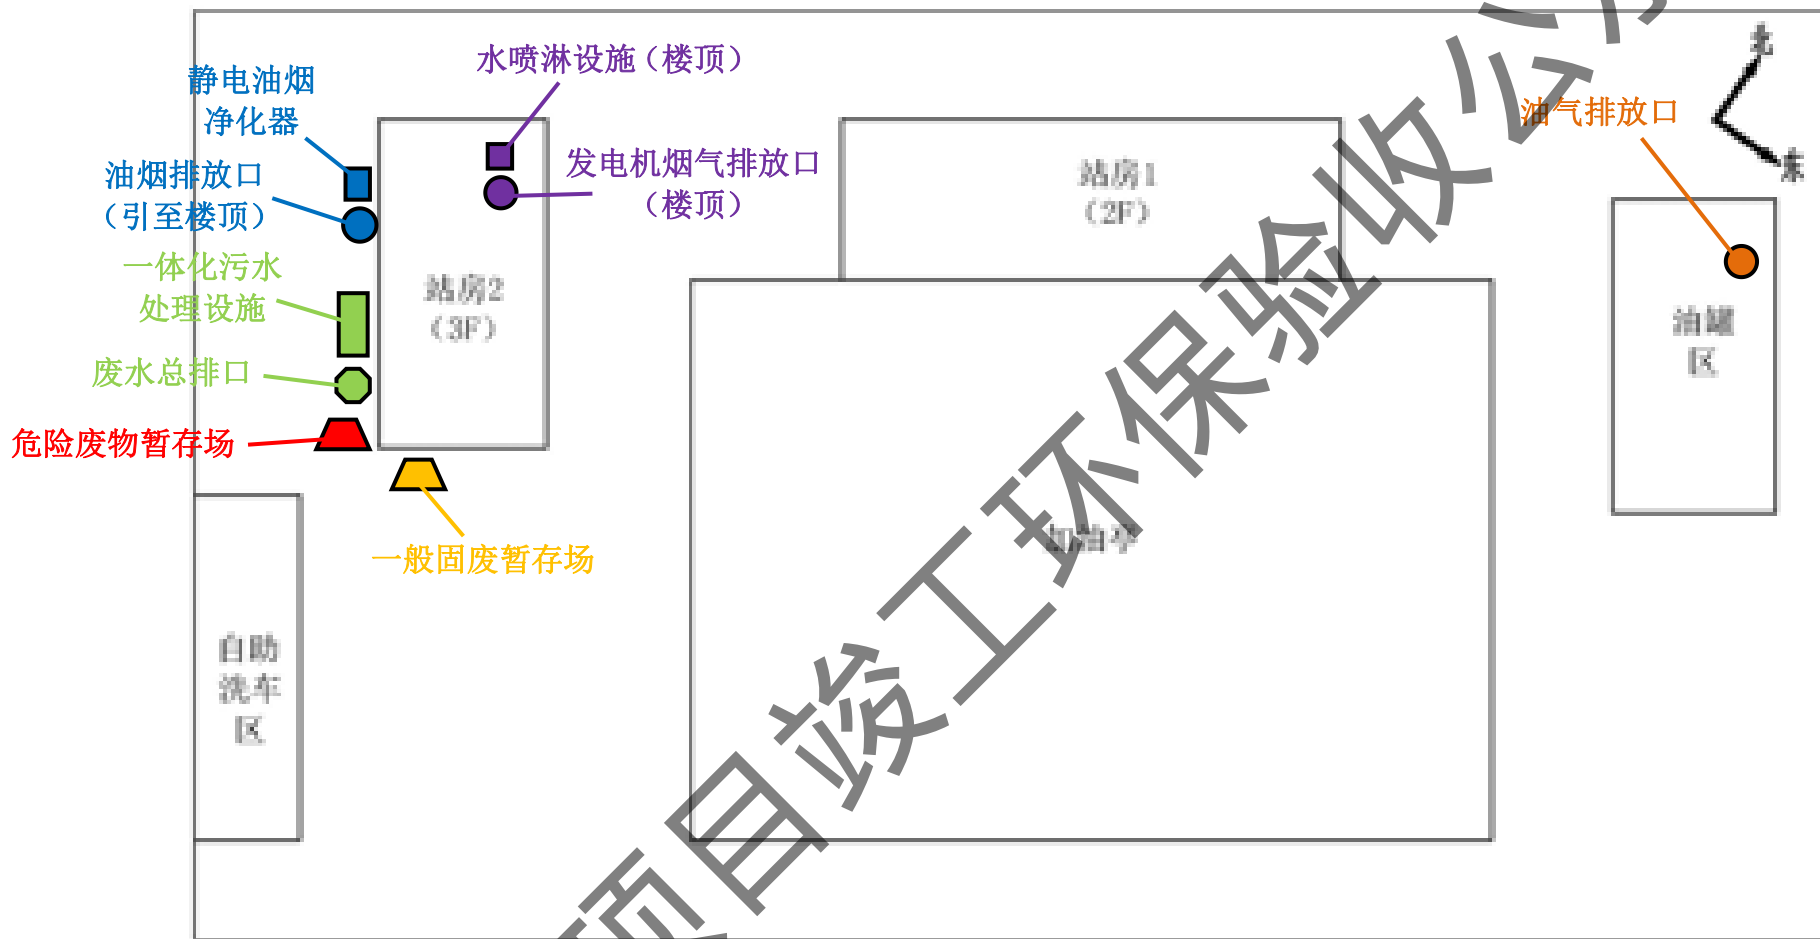 水喷淋设施（楼顶）
静电油烟
净化器
油烟排放口
（引至楼顶）
发电机烟气排放口
（楼顶）
一体化污水
处理设施
废水总排口
危险废物暂存场
一般固废暂存场
站房2
（3F）
站房1
（2F）
油气排放口
北
东
油罐
区
加油亭
自助
洗车
区
项目竣工环保验收公